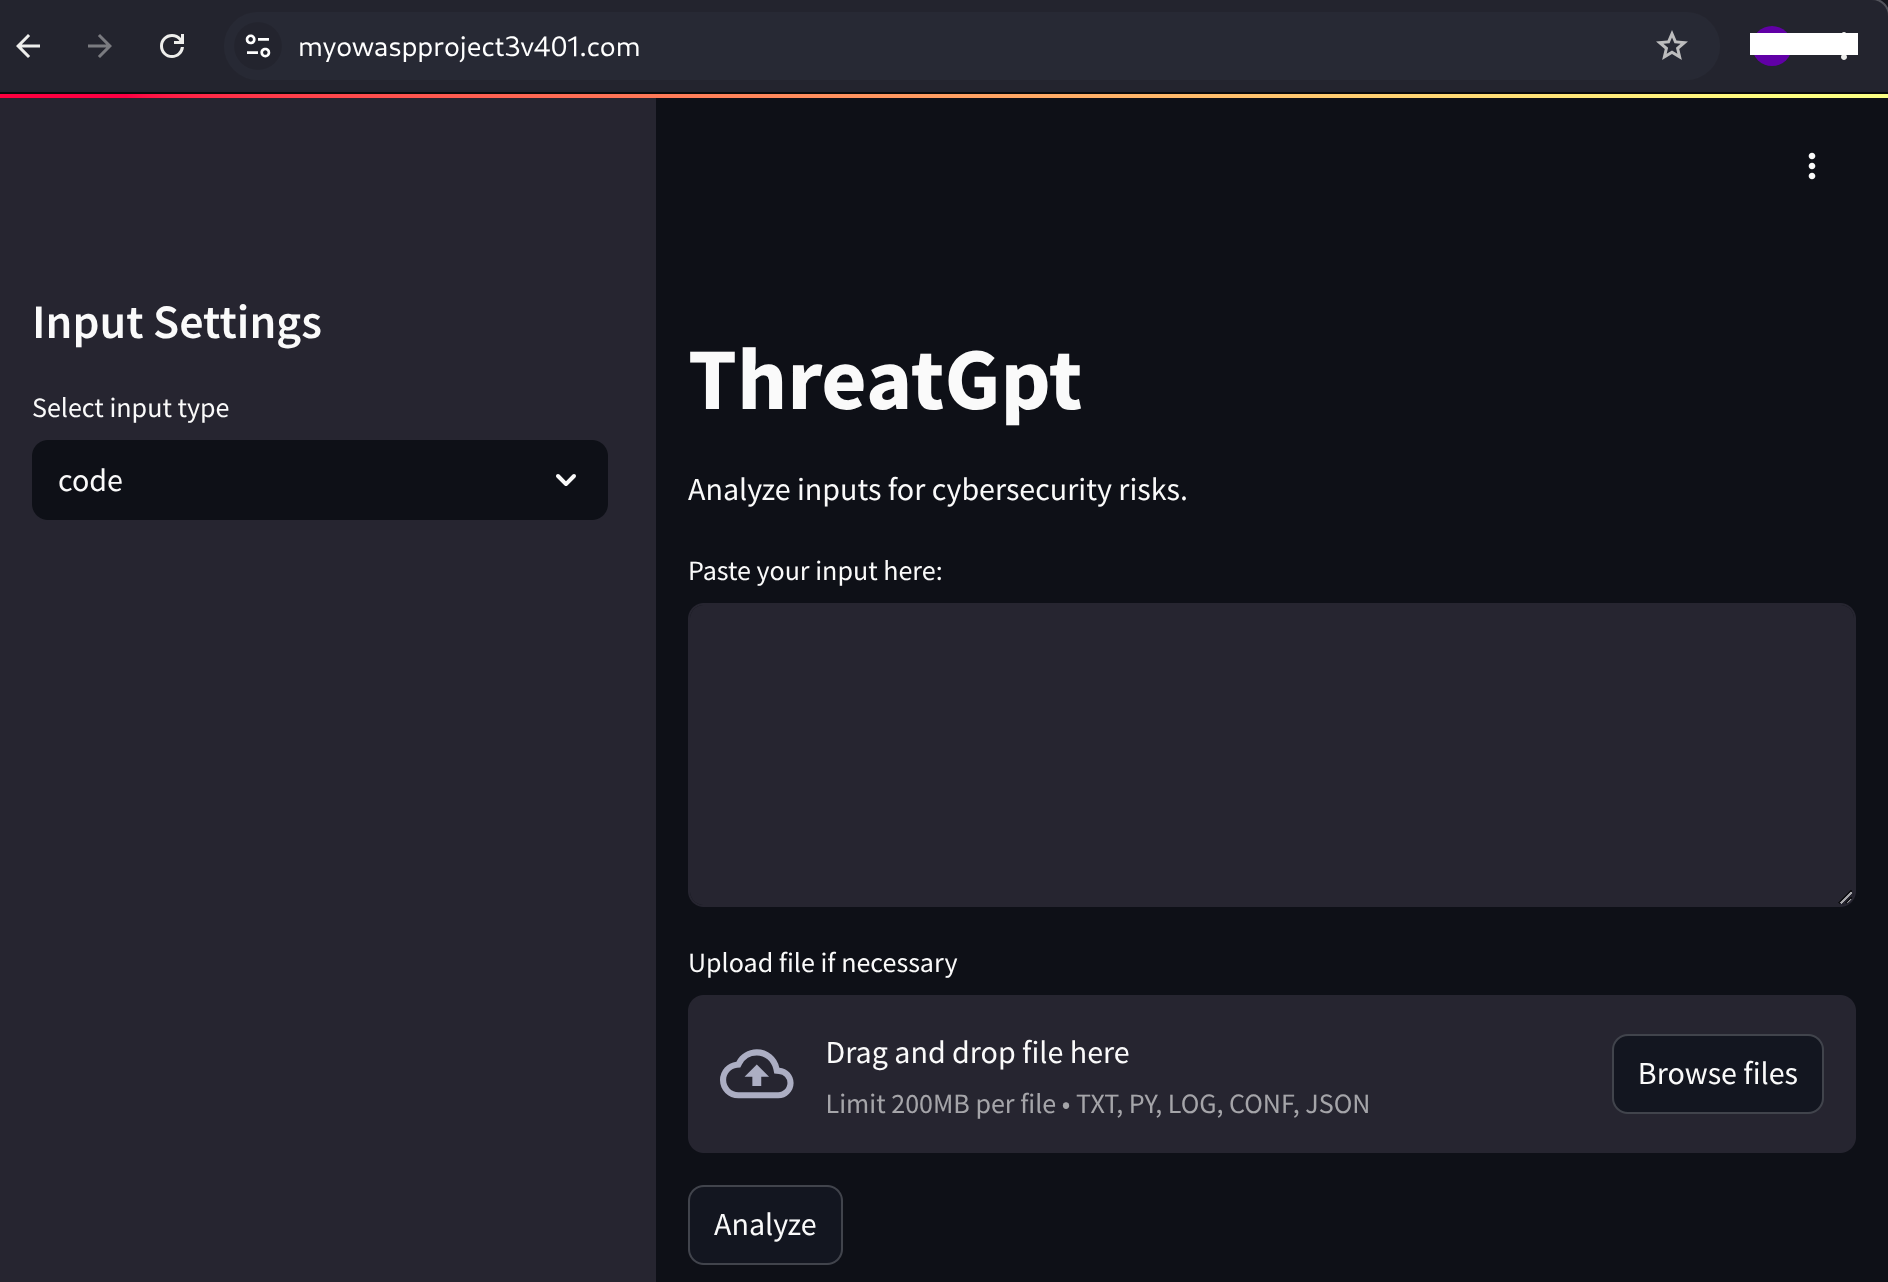 myowaspproject3v401.com
Input Settings
Select input type
code
ThreatGpt
Analyze inputs for cybersecurity risks.
Paste your input here:
Upload file if necessary
Drag and drop file here
Limit 200MB per file • TXT, PY, LOG, CONF, JSON
Browse files
Analyze